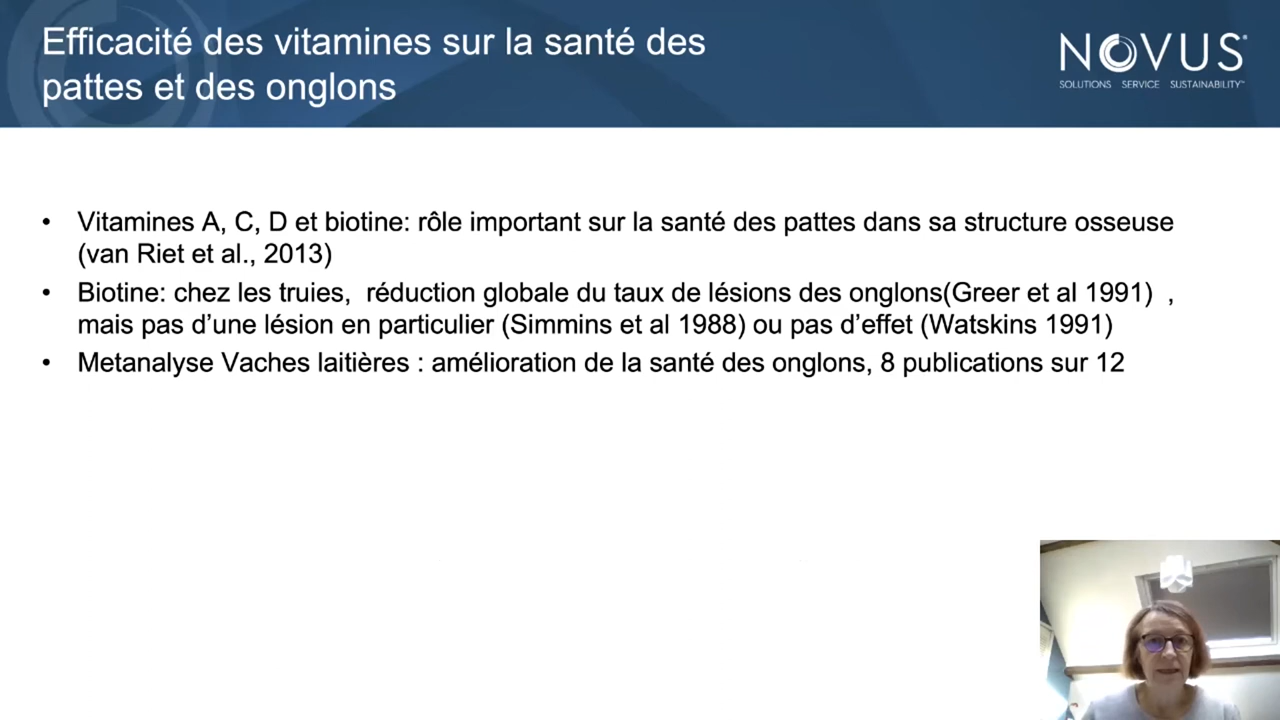 Efficacité des vitamines sur la santé des
pattes et des onglons
NOVUS
SOLUTIONS SERVICE SUSTAINABILITY™
• Vitamines A, C, D et biotine: rôle important sur la santé des pattes dans sa structure osseuse
(van Riet et al., 2013)
• Biotine: chez les truies, réduction globale du taux de lésions des onglons(Greer et al 1991) ,
mais pas d’une lésion en particulier (Simmins et al 1988) ou pas d’effet (Watskins 1991)
• Metanalyse Vaches laitières : amélioration de la santé des onglons, 8 publications sur 12